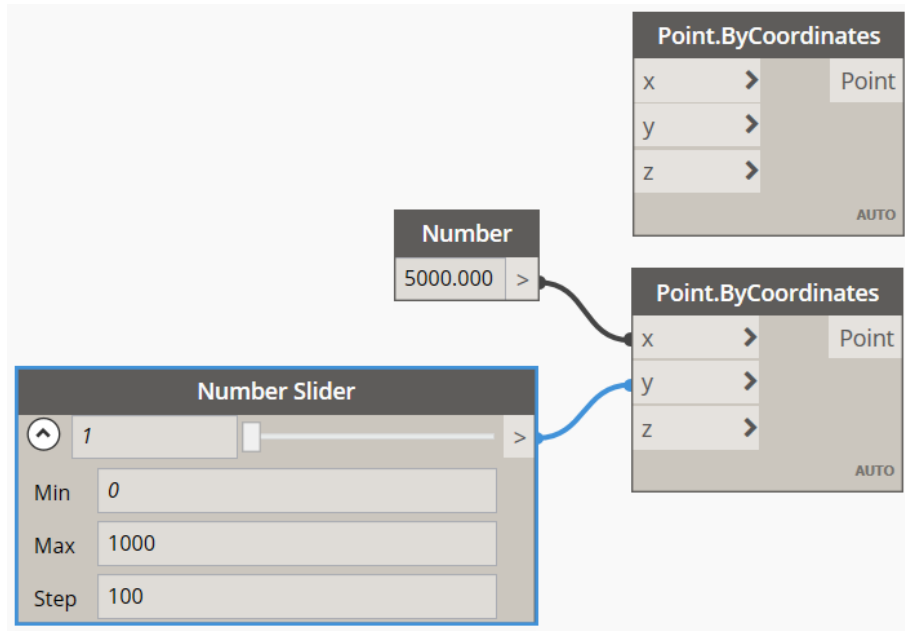 Point.ByCoordinates
x > Point
y >
z >
AUTO
Number
5000.000 >
Point.ByCoordinates
x > Point
y >
z >
AUTO
Number Slider
1 >
Min 0
Max 1000
Step 100